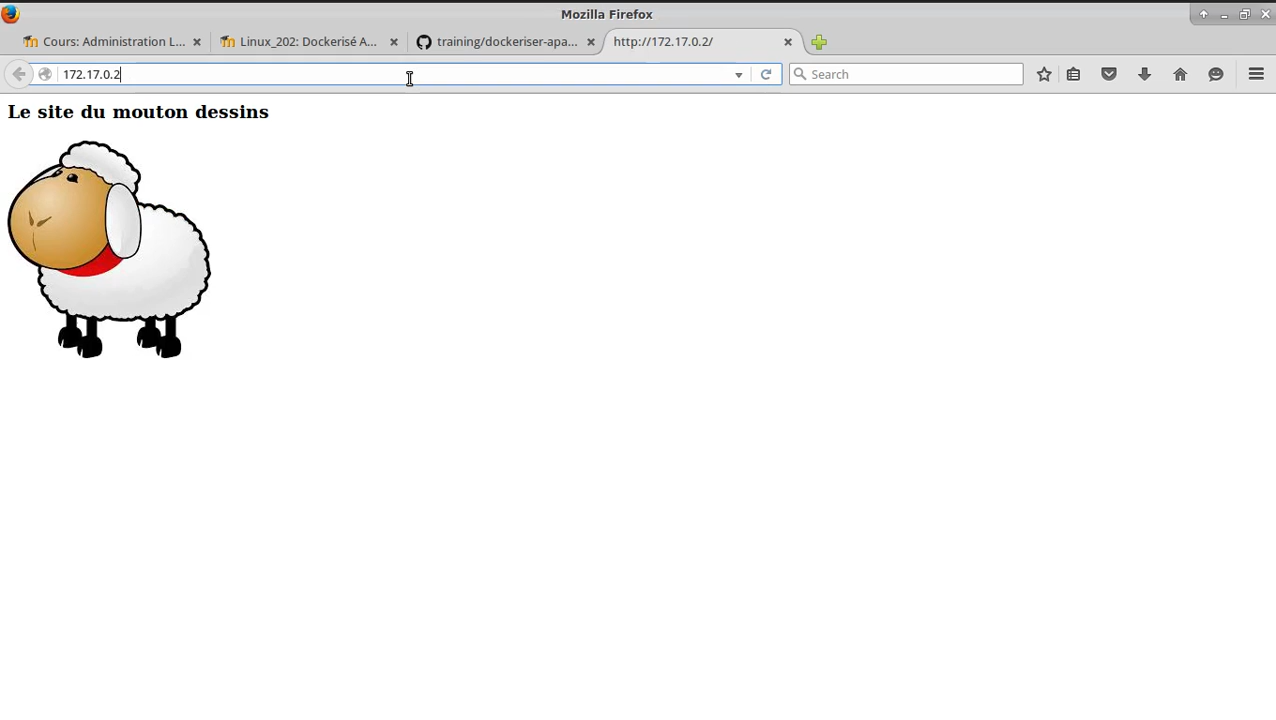 Mozilla Firefox
Cours: Administration L...
Linux_202: Dockerisé A...
training/dockeriser-apa...
http://172.17.0.2/
172.17.0.2
Search
Le site du mouton dessins